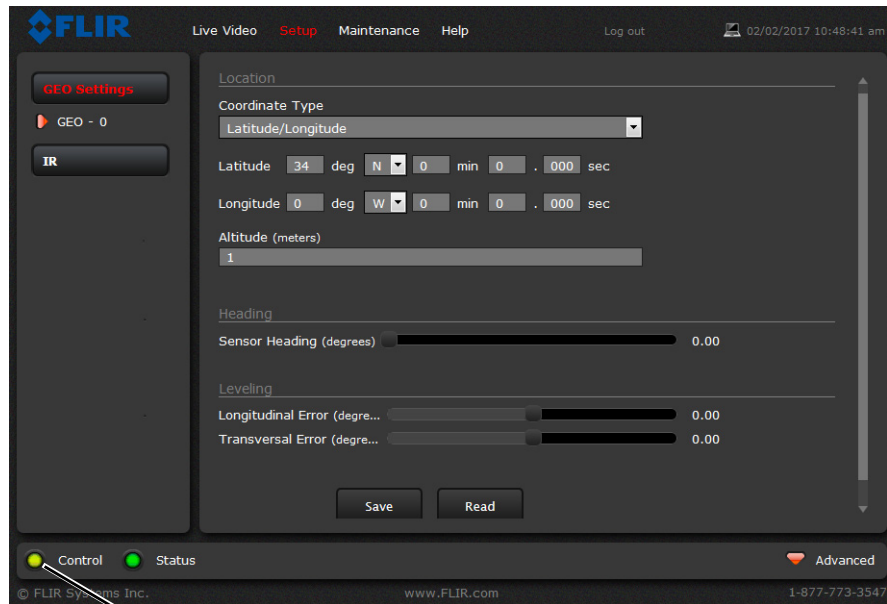 FLIR
Live Video Setup Maintenance Help Log out 02/02/2017 10:48:41 am
GEO Settings
GEO - 0
IR
Location
Coordinate Type
Latitude/Longitude
Latitude 34 deg N 0 min 0 . 000 sec
Longitude 0 deg W 0 min 0 . 000 sec
Altitude (meters)
1
Heading
Sensor Heading (degrees) 0.00
Leveling
Longitudinal Error (degre... 0.00
Transversal Error (degre... 0.00
Save Read
Control Status Advanced
© FLIR Systems Inc. www.FLIR.com 1-877-773-3547